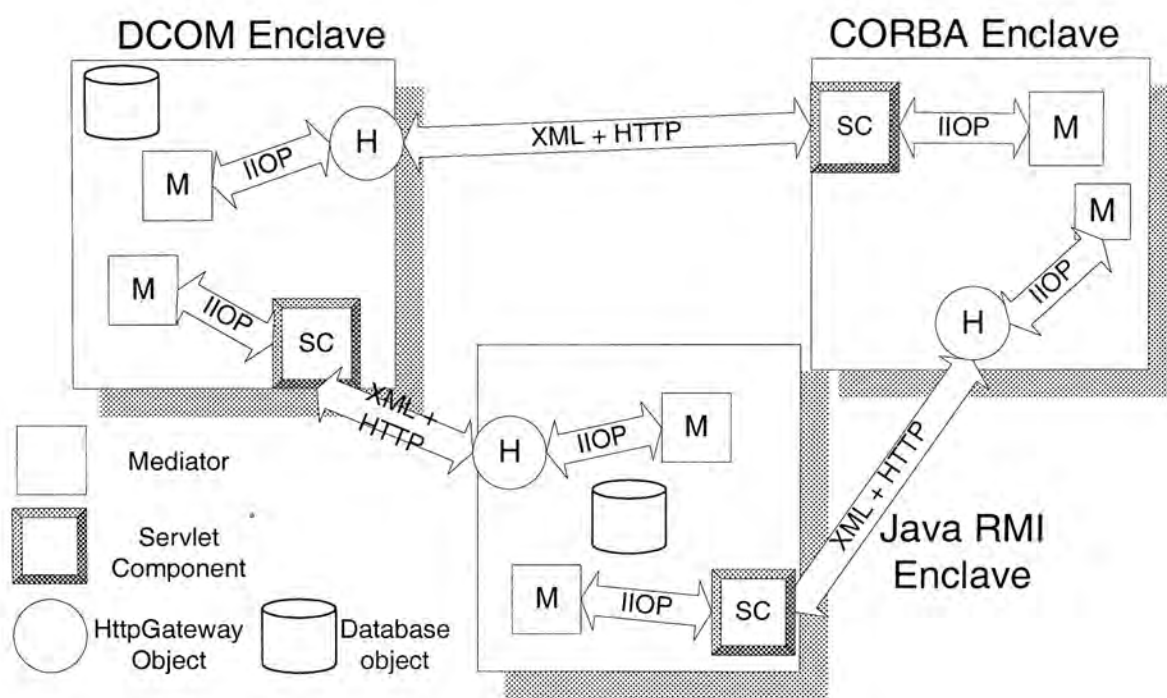 DCOM Enclave
CORBA Enclave
H
XML + HTTP
SC
IIOP
M
IIOP
M
M
M
IIOP
IIOP
H
SC
XML +
HTTP
H
IIOP
M
XML + HTTP
Mediator
Java RMI
Enclave
Servlet
Component
M
IIOP
SC
HttpGateway
Object
Database
object